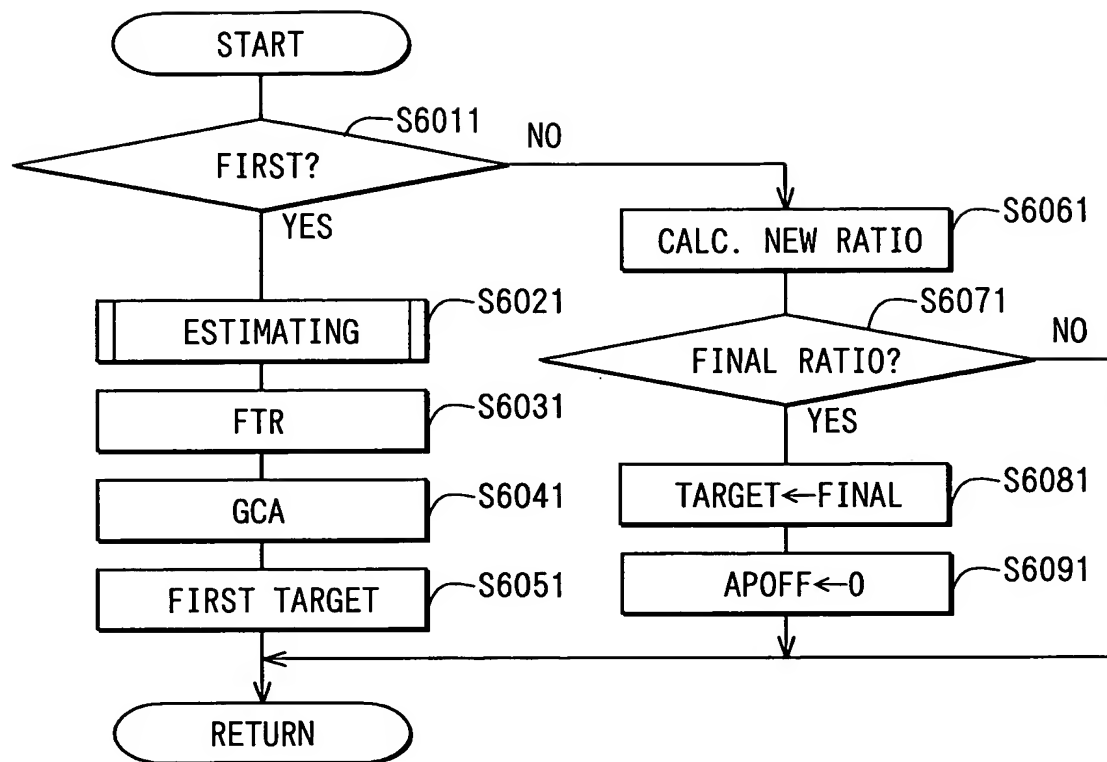 START
S6011
FIRST?
NO
YES
ESTIMATING
S6021
FTR
S6031
GCA
S6041
FIRST TARGET
S6051
CALC. NEW RATIO
S6061
S6071
FINAL RATIO?
NO
YES
TARGET←FINAL
S6081
APOFF←0
S6091
RETURN